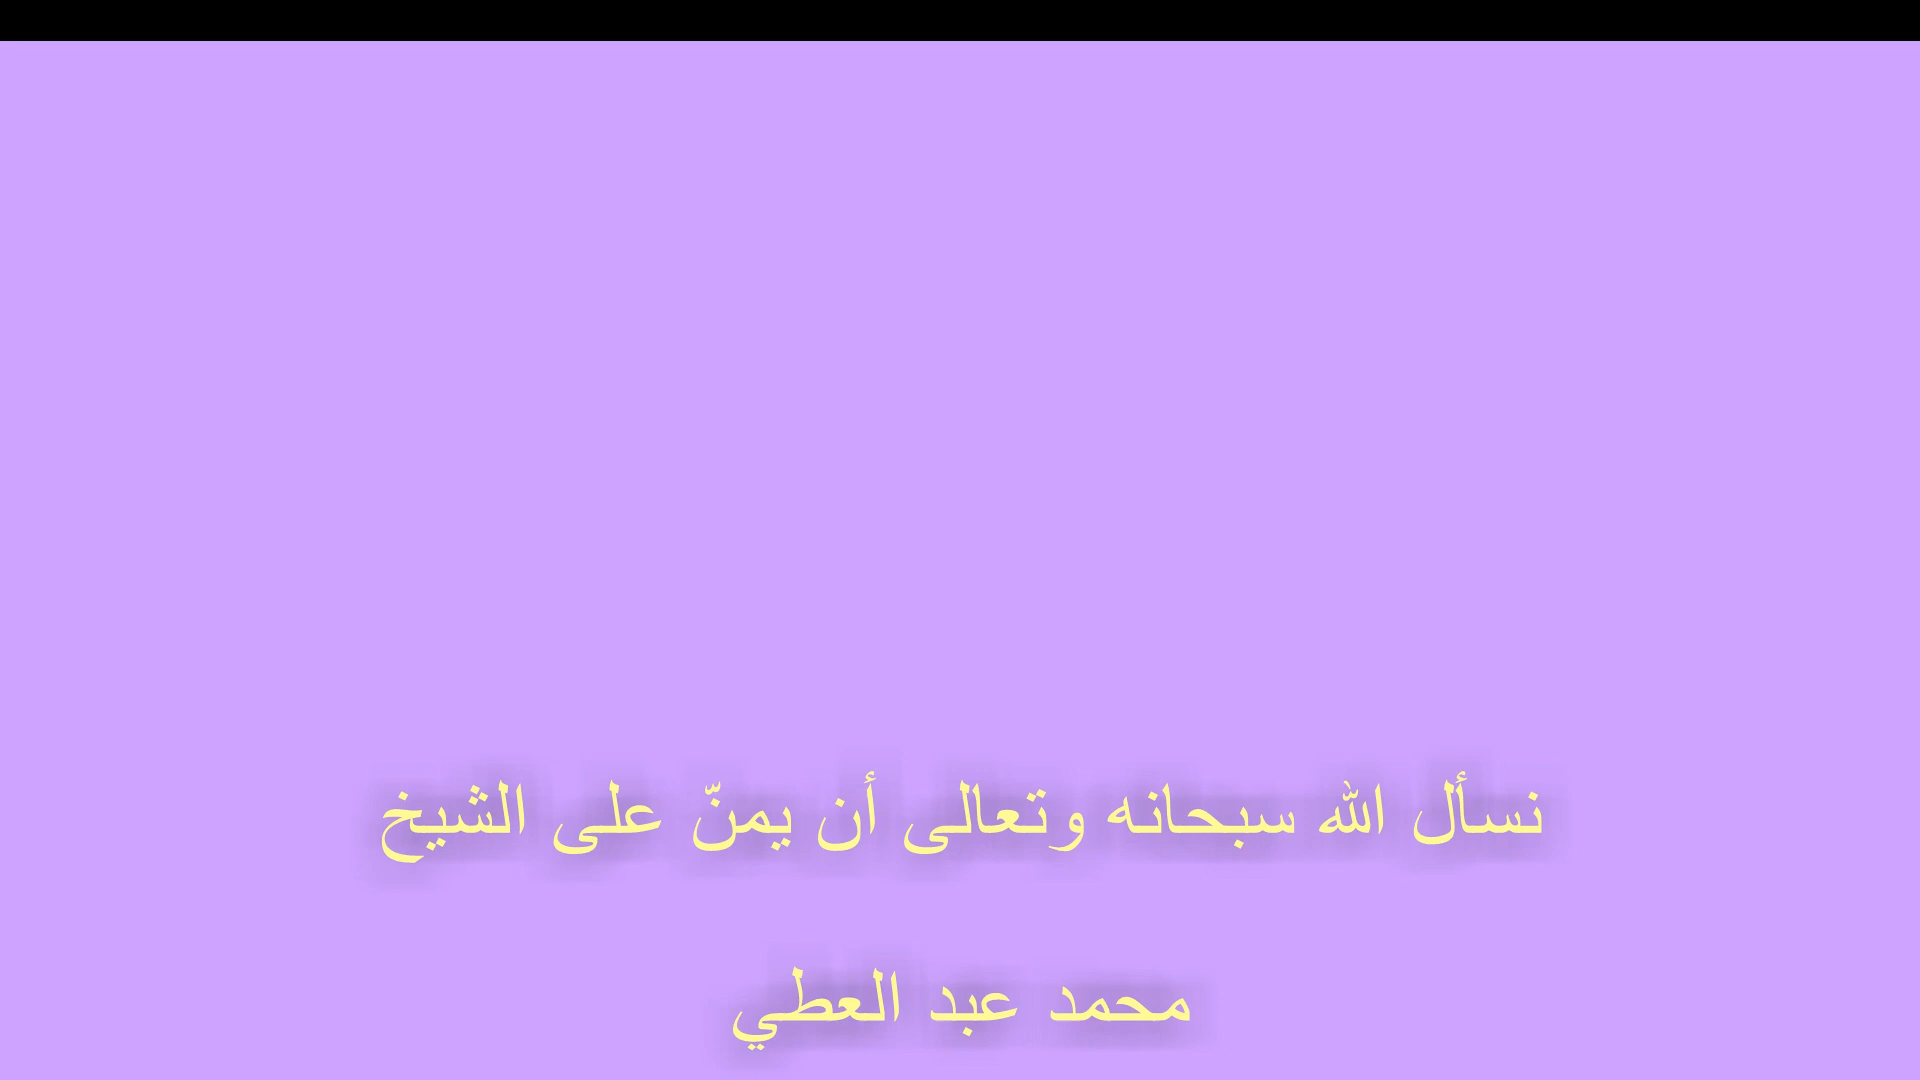 نسأل الله سبحانه وتعالى أن يمنّ على الشيخ
محمد عبد العطي